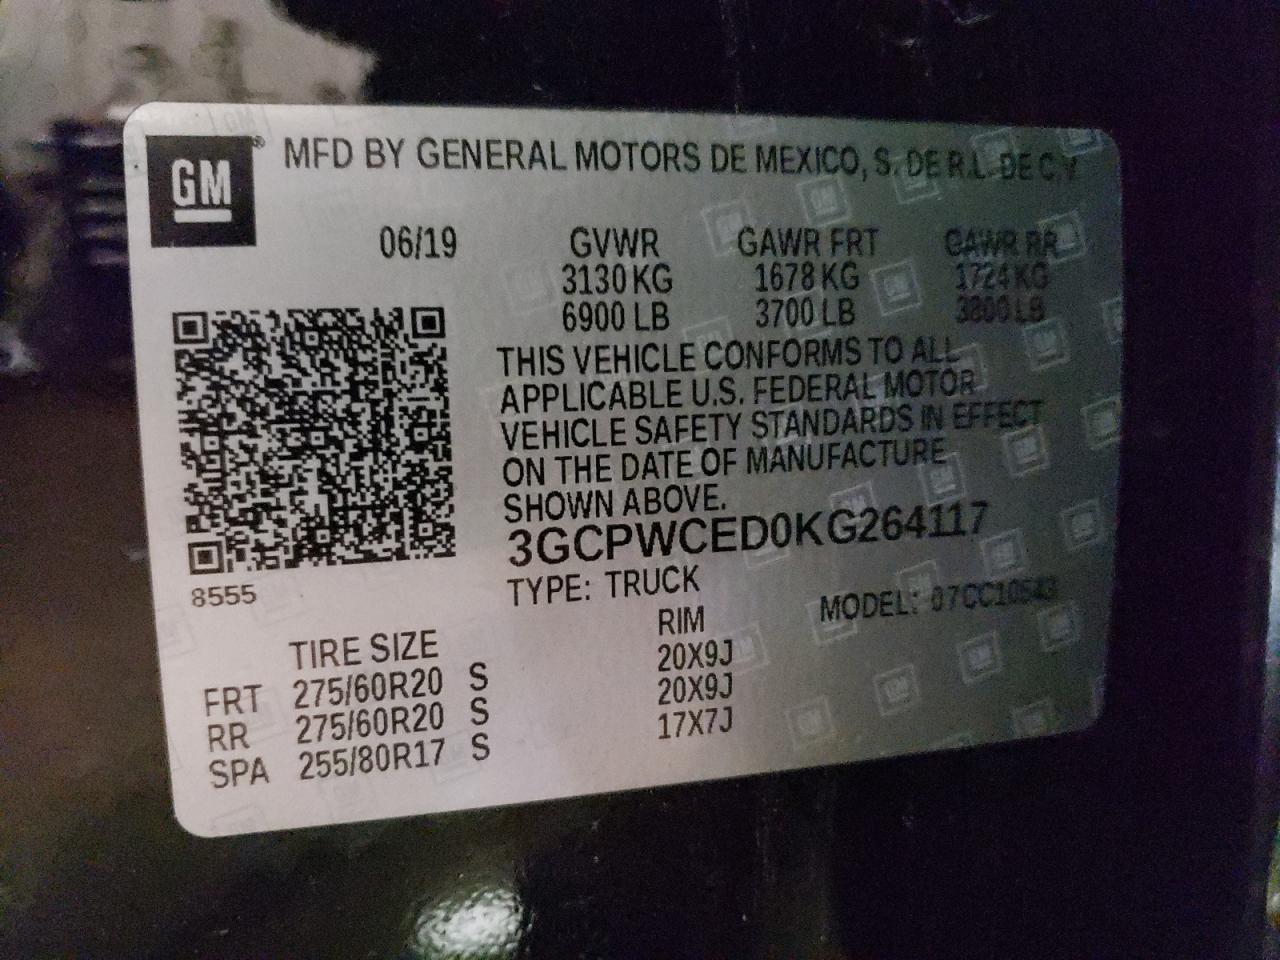 GM ® MFD BY GENERAL MOTORS DE MEXICO, S. DE R.L. DE C.V
06/19 GVWR GAWR FRT GAWR RR
3130 KG 1678 KG 1724 KG
6900 LB 3700 LB 3800 LB
THIS VEHICLE CONFORMS TO ALL
APPLICABLE U.S. FEDERAL MOTOR
VEHICLE SAFETY STANDARDS IN EFFECT
ON THE DATE OF MANUFACTURE
SHOWN ABOVE.
3GCPWCED0KG264117
8555 TYPE: TRUCK MODEL: 07CC10543
TIRE SIZE RIM
FRT 275/60R20 S 20X9J
RR 275/60R20 S 20X9J
SPA 255/80R17 S 17X7J